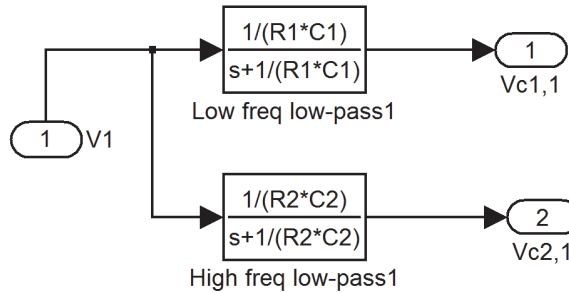 1/(R1*C1)
s+1/(R1*C1)
Low freq low-pass1
1
Vc1,1
1
V1
1/(R2*C2)
s+1/(R2*C2)
High freq low-pass1
2
Vc2,1